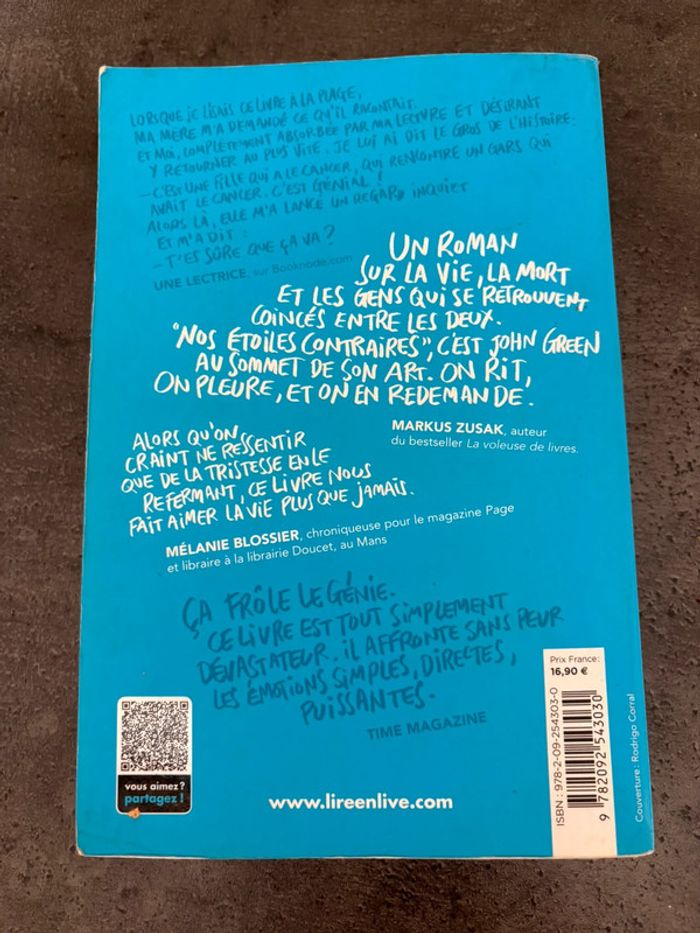 LORSQUE JE LISAIS CE LIVRE À LA PLAGE,
MA MÈRE M'A DEMANDÉ CE QU'IL RACONTAIT.
ET MOI, COMPLÈTEMENT ABSORBÉE PAR MA LECTURE ET DÉSIRANT
Y RETOURNER AU PLUS VITE, JE LUI AI DIT LE GROS DE L'HISTOIRE:
– C'EST UNE FILLE QUI A LE CANCER, QUI RENCONTRE UN GARS QUI
AVAIT LE CANCER. C'EST GÉNIAL!
ALORS LÀ, ELLE M'A LANCÉ UN REGARD INQUIET
ET M'A DIT:
– T'ES SÛRE QUE ÇA VA?
UNE LECTRICE, sur Booknode.com
UN ROMAN
SUR LA VIE, LA MORT
ET LES GENS QUI SE RETROUVENT
COINCÉS ENTRE LES DEUX.
"NOS ÉTOILES CONTRAIRES", C'EST JOHN GREEN
AU SOMMET DE SON ART. ON RIT,
ON PLEURE, ET ON EN REDEMANDE.
MARKUS ZUSAK, auteur
du bestseller La voleuse de livres.
ALORS QU'ON
CRAINT NE RESSENTIR
QUE DE LA TRISTESSE EN LE
REFERMANT, CE LIVRE NOUS
FAIT AIMER LA VIE PLUS QUE JAMAIS.
MÉLANIE BLOSSIER, chroniqueuse pour le magazine Page
et libraire à la librairie Doucet, au Mans
ÇA FRÔLE LE GÉNIE.
CE LIVRE EST TOUT SIMPLEMENT
DÉVASTATEUR. IL AFFRONTE SANS PEUR
LES ÉMOTIONS SIMPLES, DIRECTES,
PUISSANTES.
TIME MAGAZINE
vous aimez?
partagez!
www.lireenlive.com
Prix France:
16,90 €
ISBN: 978-2-09-254303-0
9 782092 543030
Couverture: Rodrigo Corral